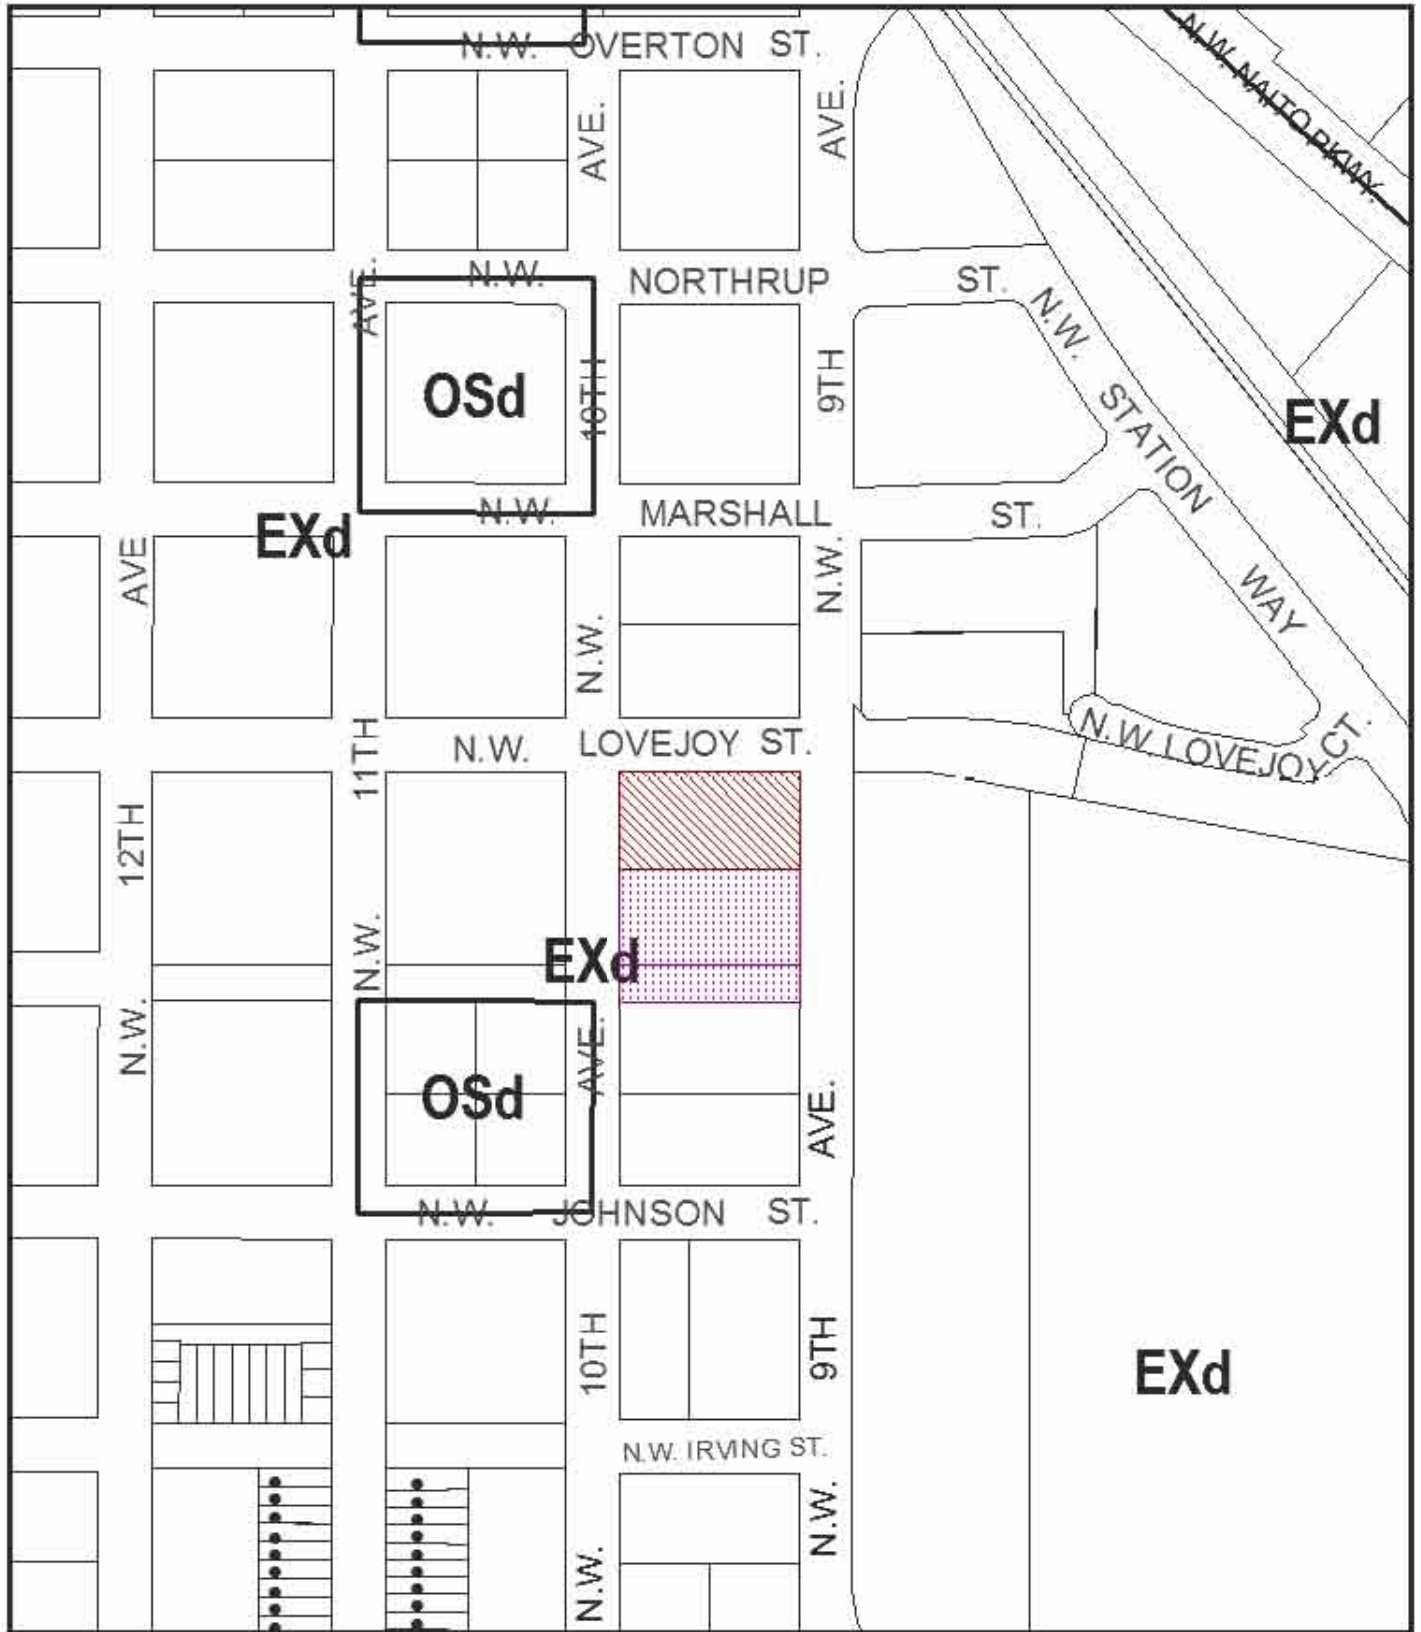 N.W. OVERTON ST.
N.W. NAITO PKWY.
AVE.
AVE.
AVE.
N.W. NORTHRUP ST.
N.W. STATION WAY
OSd
10TH
9TH
EXd
N.W. MARSHALL ST.
EXd
AVE
N.W.
N.W.
11TH
N.W. LOVEJOY ST.
N.W. LOVEJOY CT.
12TH
N.W.
EXd
N.W.
AVE.
OSd
AVE.
N.W. JOHNSON ST.
10TH
9TH
EXd
N.W. IRVING ST.
N.W.
N.W.